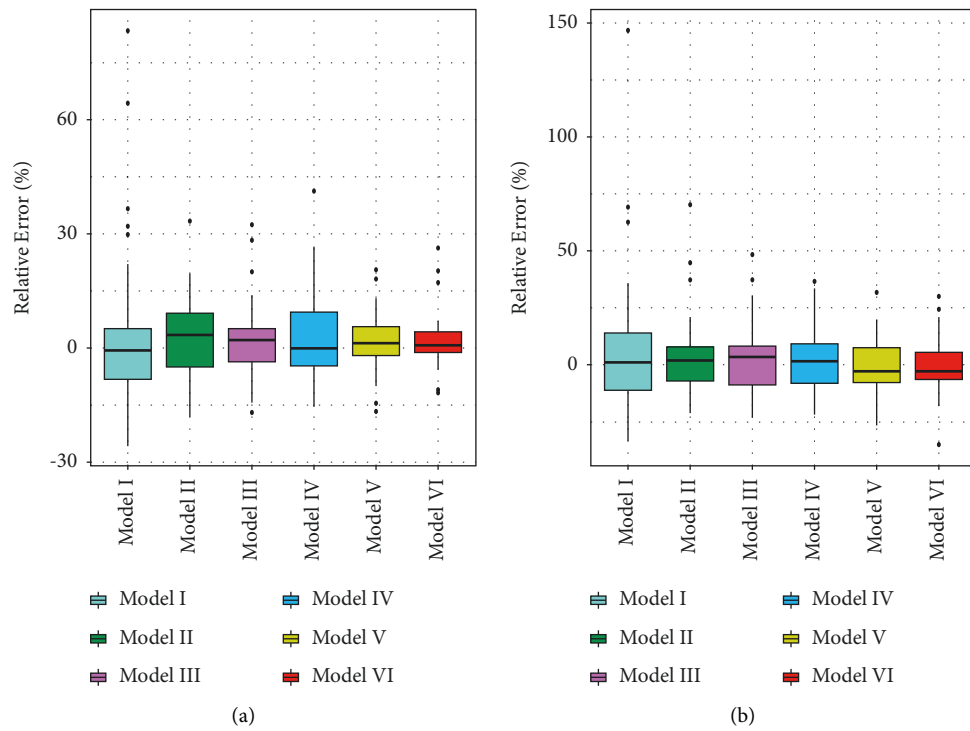 Relative Error (%)
60
30
0
-30
Model I
Model II
Model III
Model IV
Model V
Model VI
Model I
Model IV
Model II
Model V
Model III
Model VI
(a)
Relative Error (%)
150
100
50
0
Model I
Model II
Model III
Model IV
Model V
Model VI
Model I
Model IV
Model II
Model V
Model III
Model VI
(b)